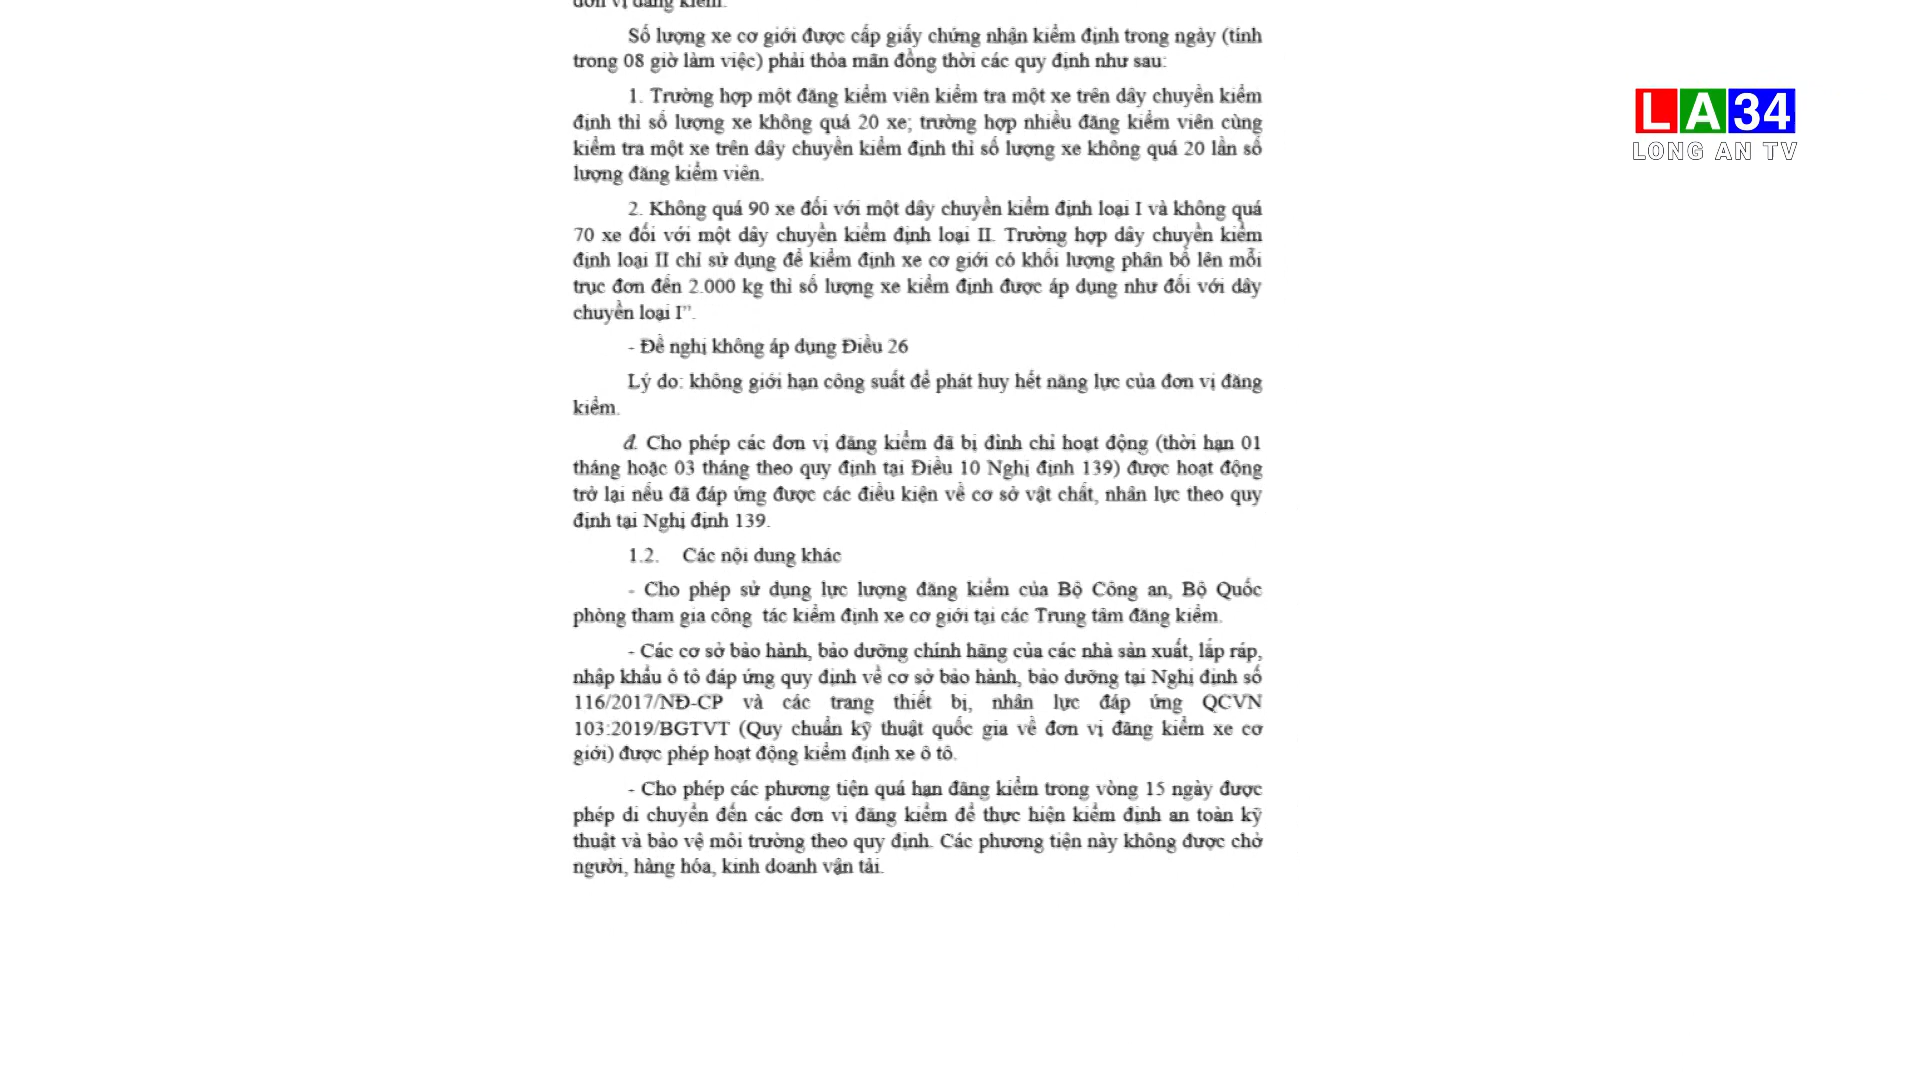 đơn vị đăng kiểm.
Số lượng xe cơ giới được cấp giấy chứng nhận kiểm định trong ngày (tính
trong 08 giờ làm việc) phải thỏa mãn đồng thời các quy định như sau:
1. Trường hợp một đăng kiểm viên kiểm tra một xe trên dây chuyền kiểm
định thì số lượng xe không quá 20 xe; trường hợp nhiều đăng kiểm viên cùng
kiểm tra một xe trên dây chuyền kiểm định thì số lượng xe không quá 20 lần số
lượng đăng kiểm viên.
2. Không quá 90 xe đối với một dây chuyền kiểm định loại I và không quá
70 xe đối với một dây chuyền kiểm định loại II. Trường hợp dây chuyền kiểm
định loại II chỉ sử dụng để kiểm định xe cơ giới có khối lượng phân bổ lên mỗi
trục đơn đến 2.000 kg thì số lượng xe kiểm định được áp dụng như đối với dây
chuyền loại I”.
- Đề nghị không áp dụng Điều 26
Lý do: không giới hạn công suất để phát huy hết năng lực của đơn vị đăng
kiểm.
đ. Cho phép các đơn vị đăng kiểm đã bị đình chỉ hoạt động (thời hạn 01
tháng hoặc 03 tháng theo quy định tại Điều 10 Nghị định 139) được hoạt động
trở lại nếu đã đáp ứng được các điều kiện về cơ sở vật chất, nhân lực theo quy
định tại Nghị định 139.
1.2. Các nội dung khác
- Cho phép sử dụng lực lượng đăng kiểm của Bộ Công an, Bộ Quốc
phòng tham gia công tác kiểm định xe cơ giới tại các Trung tâm đăng kiểm.
- Các cơ sở bảo hành, bảo dưỡng chính hãng của các nhà sản xuất, lắp ráp,
nhập khẩu ô tô đáp ứng quy định về cơ sở bảo hành, bảo dưỡng tại Nghị định số
116/2017/NĐ-CP và các trang thiết bị, nhân lực đáp ứng QCVN
103:2019/BGTVT (Quy chuẩn kỹ thuật quốc gia về đơn vị đăng kiểm xe cơ
giới) được phép hoạt động kiểm định xe ô tô.
- Cho phép các phương tiện quá hạn đăng kiểm trong vòng 15 ngày được
phép di chuyển đến các đơn vị đăng kiểm để thực hiện kiểm định an toàn kỹ
thuật và bảo vệ môi trường theo quy định. Các phương tiện này không được chở
người, hàng hóa, kinh doanh vận tải.
LA34
LONG AN TV